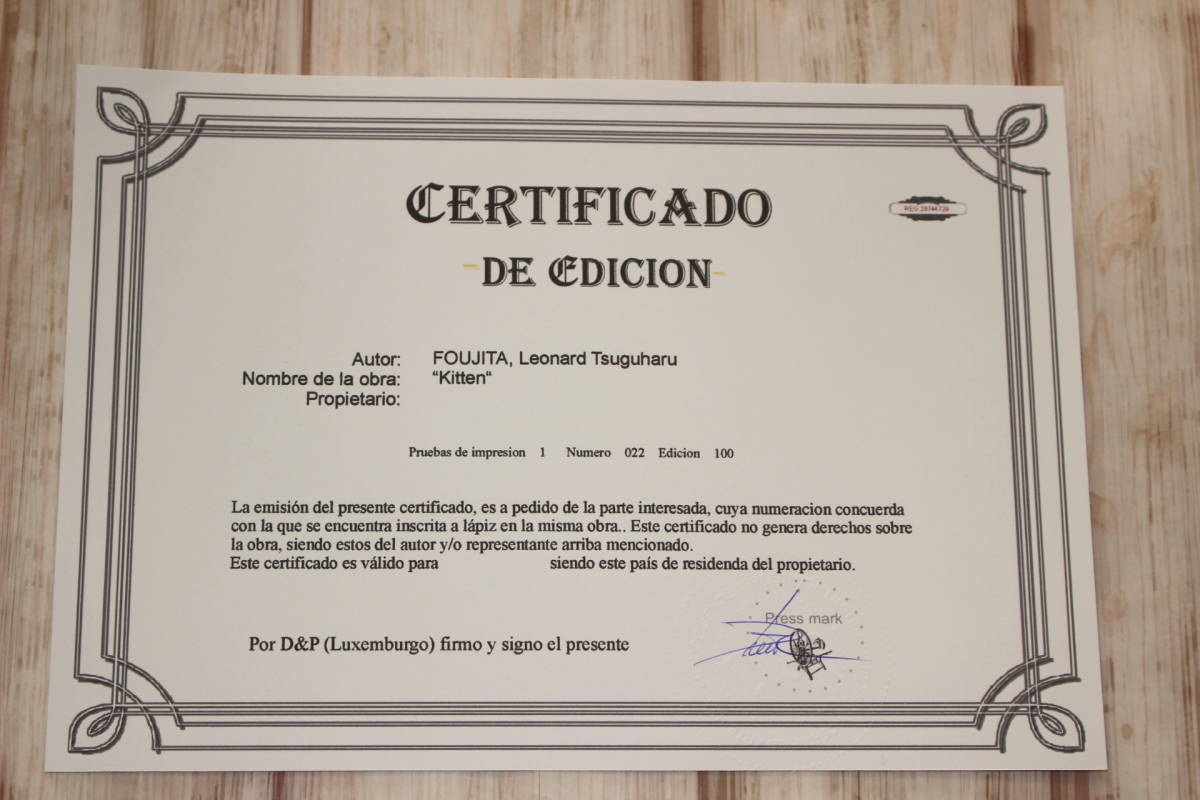 CERTIFICADO
REG 28744728
-DE EDICION-
Autor: FOUJITA, Leonard Tsuguharu
Nombre de la obra: “Kitten“
Propietario:
Pruebas de impresion 1 Numero 022 Edicion 100
La emisión del presente certificado, es a pedido de la parte interesada, cuya numeracion concuerda
con la que se encuentra inscrita a lápiz en la misma obra.. Este certificado no genera derechos sobre
la obra, siendo estos del autor y/o representante arriba mencionado.
Este certificado es válido para siendo este país de residenda del propietario.
Press mark
Por D&P (Luxemburgo) firmo y signo el presente